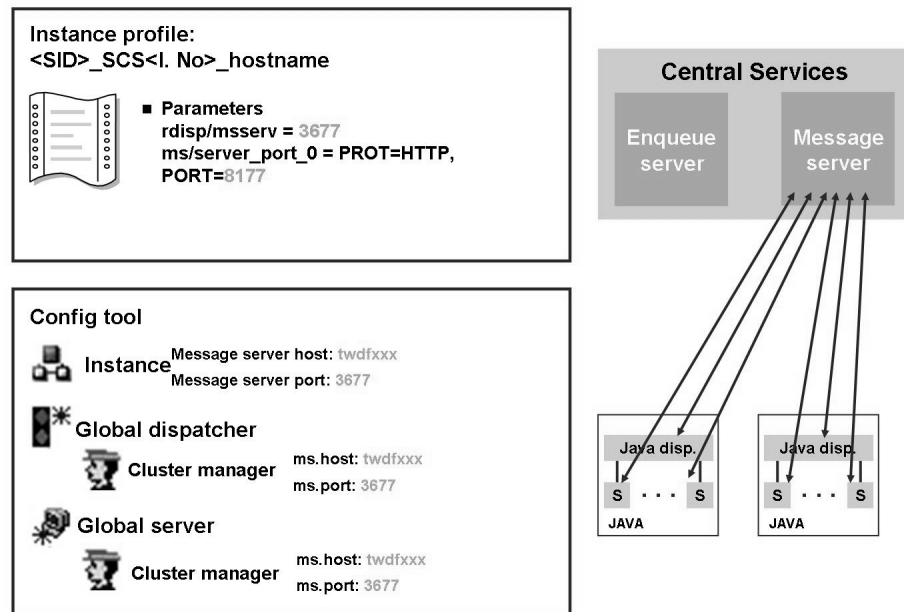 Instance profile:
<SID>_SCS<I. No>_hostname
■ Parameters
rdisp/msserv = 3677
ms/server_port_0 = PROT=HTTP,
PORT=8177
Config tool
Instance
Message server host: twdfxxx
Message server port: 3677
Global dispatcher
Cluster manager
ms.host: twdfxxx
ms.port: 3677
Global server
Cluster manager
ms.host: twdfxxx
ms.port: 3677
Central Services
Enqueue
server
Message
server
Java disp.
S . . . S
JAVA
Java disp.
S . . . S
JAVA